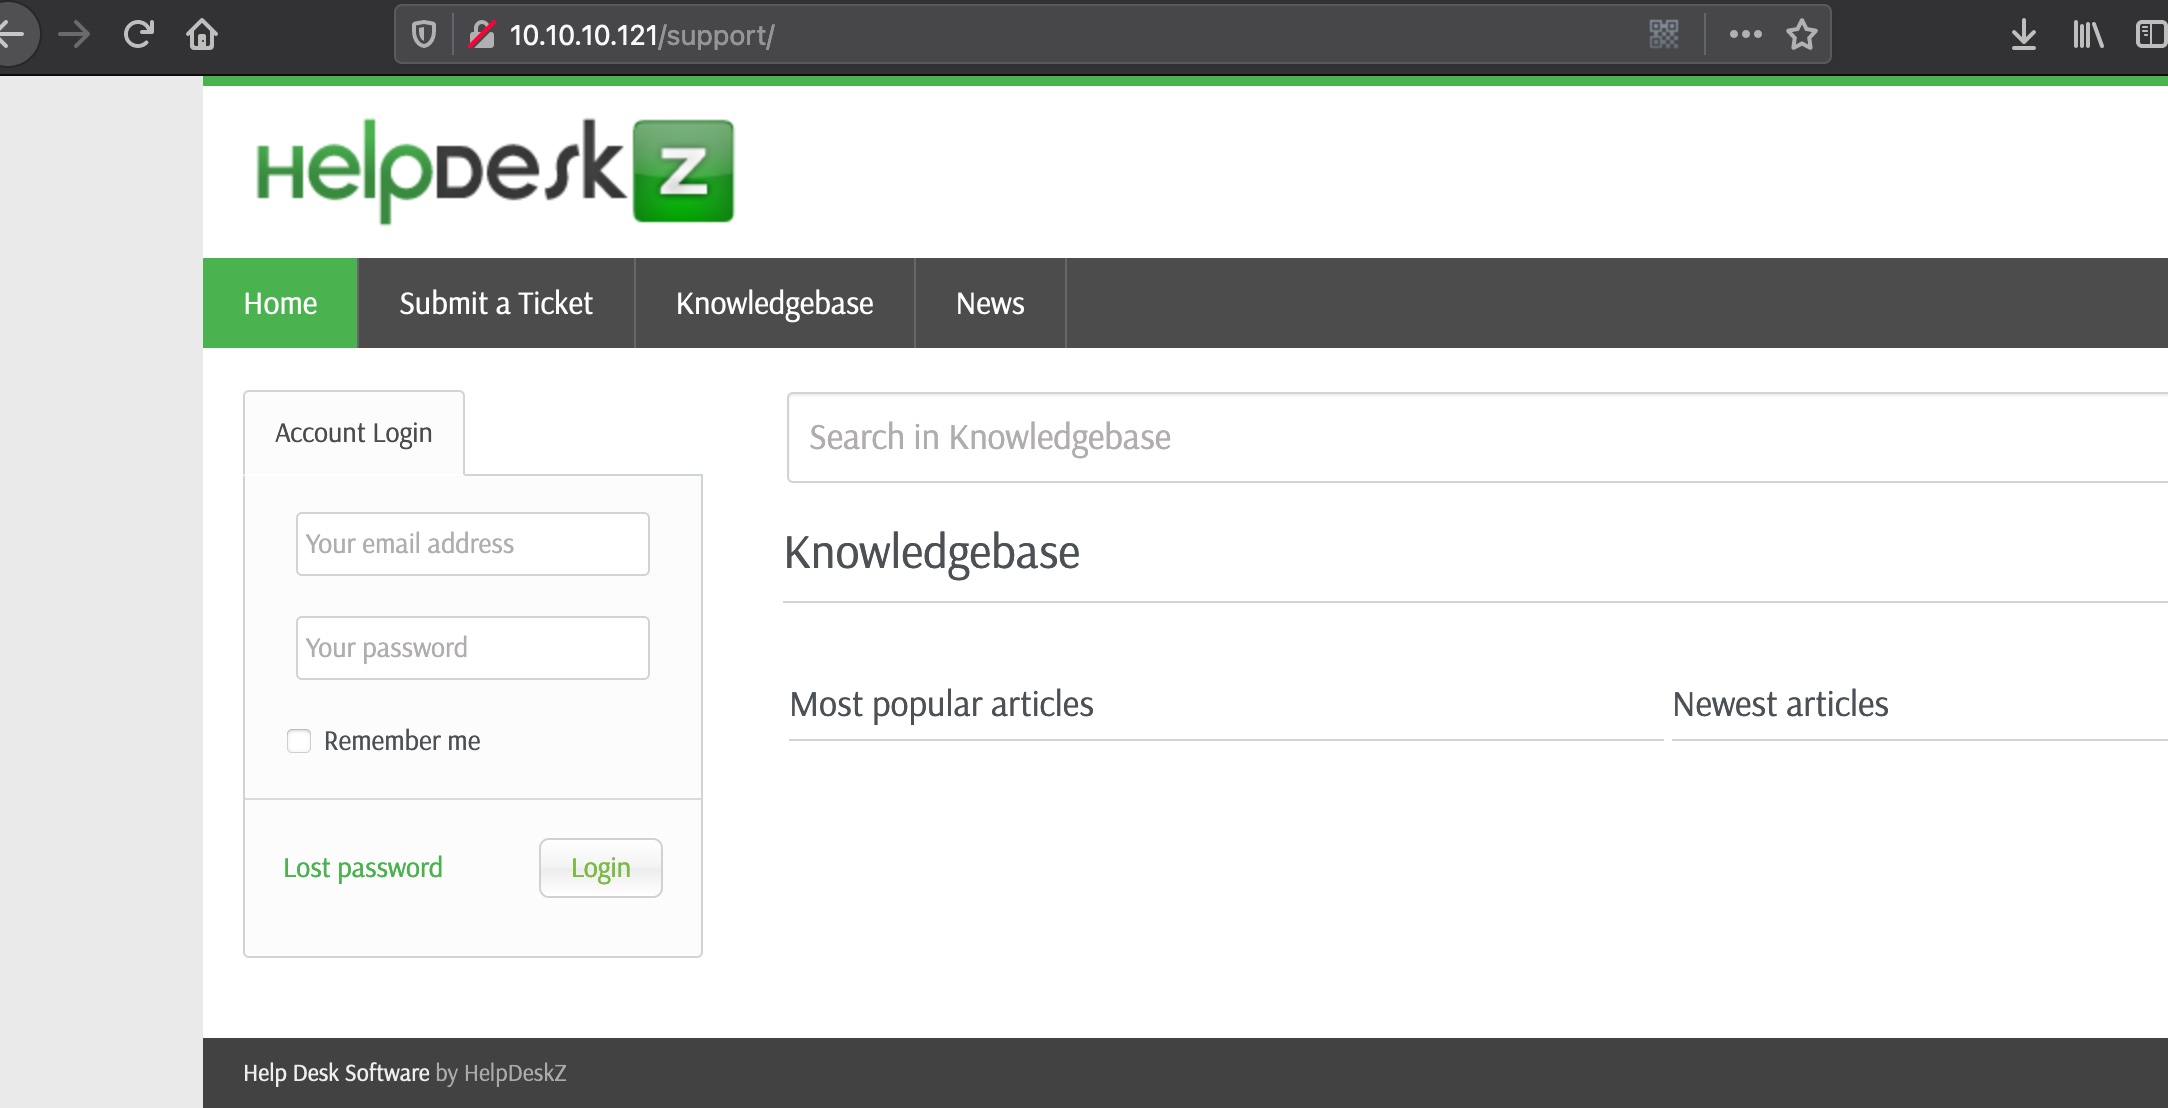 10.10.10.121/support/
HelpDesk Z
Home Submit a Ticket Knowledgebase News
Account Login
Search in Knowledgebase
Your email address
Knowledgebase
Your password
Most popular articles Newest articles
Remember me
Lost password Login
Help Desk Software by HelpDeskZ